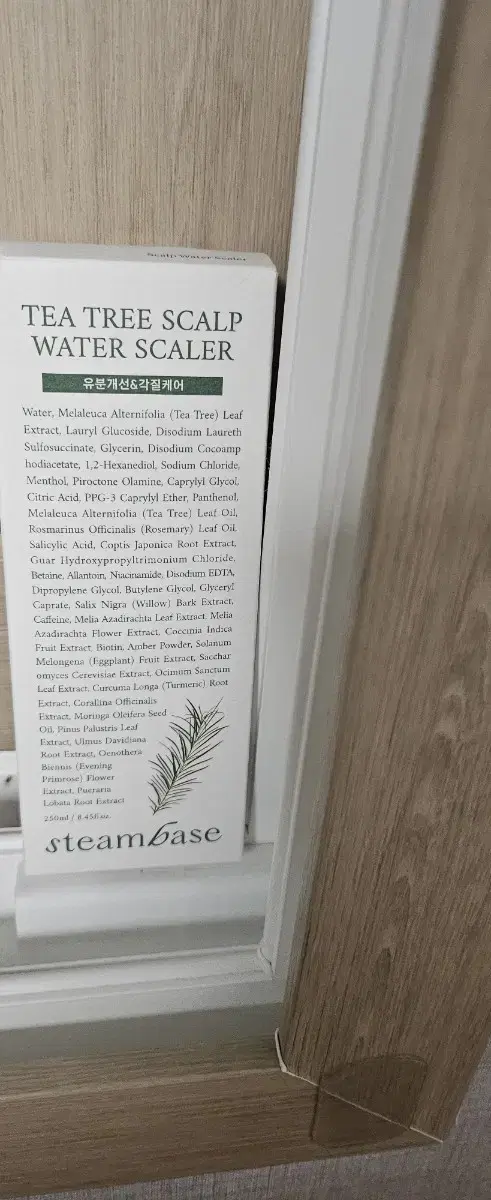 Scalp Water Scaler
TEA TREE SCALP
WATER SCALER
유분개선&각질케어
Water, Melaleuca Alternifolia (Tea Tree) Leaf
Extract, Lauryl Glucoside, Disodium Laureth
Sulfosuccinate, Glycerin, Disodium Cocoamp
hodiacetate, 1,2-Hexanediol, Sodium Chloride,
Menthol, Piroctone Olamine, Caprylyl Glycol,
Citric Acid, PPG-3 Caprylyl Ether, Panthenol,
Melaleuca Alternifolia (Tea Tree) Leaf Oil,
Rosmarinus Officinalis (Rosemary) Leaf Oil,
Salicylic Acid, Coptis Japonica Root Extract,
Guar Hydroxypropyltrimonium Chloride,
Betaine, Allantoin, Niacinamide, Disodium EDTA,
Dipropylene Glycol, Butylene Glycol, Glyceryl
Caprate, Salix Nigra (Willow) Bark Extract,
Caffeine, Melia Azadirachta Leaf Extract, Melia
Azadirachta Flower Extract, Coccinia Indica
Fruit Extract, Biotin, Amber Powder, Solanum
Melongena (Eggplant) Fruit Extract, Sacchar
omyces Cerevisiae Extract, Ocimum Sanctum
Leaf Extract, Curcuma Longa (Turmeric) Root
Extract, Corallina Officinalis
Extract, Moringa Oleifera Seed
Oil, Pinus Palustris Leaf
Extract, Ulmus Davidiana
Root Extract, Oenothera
Biennis (Evening
Primrose) Flower
Extract, Pueraria
Lobata Root Extract
250ml / 8.45fl.oz.
steambase